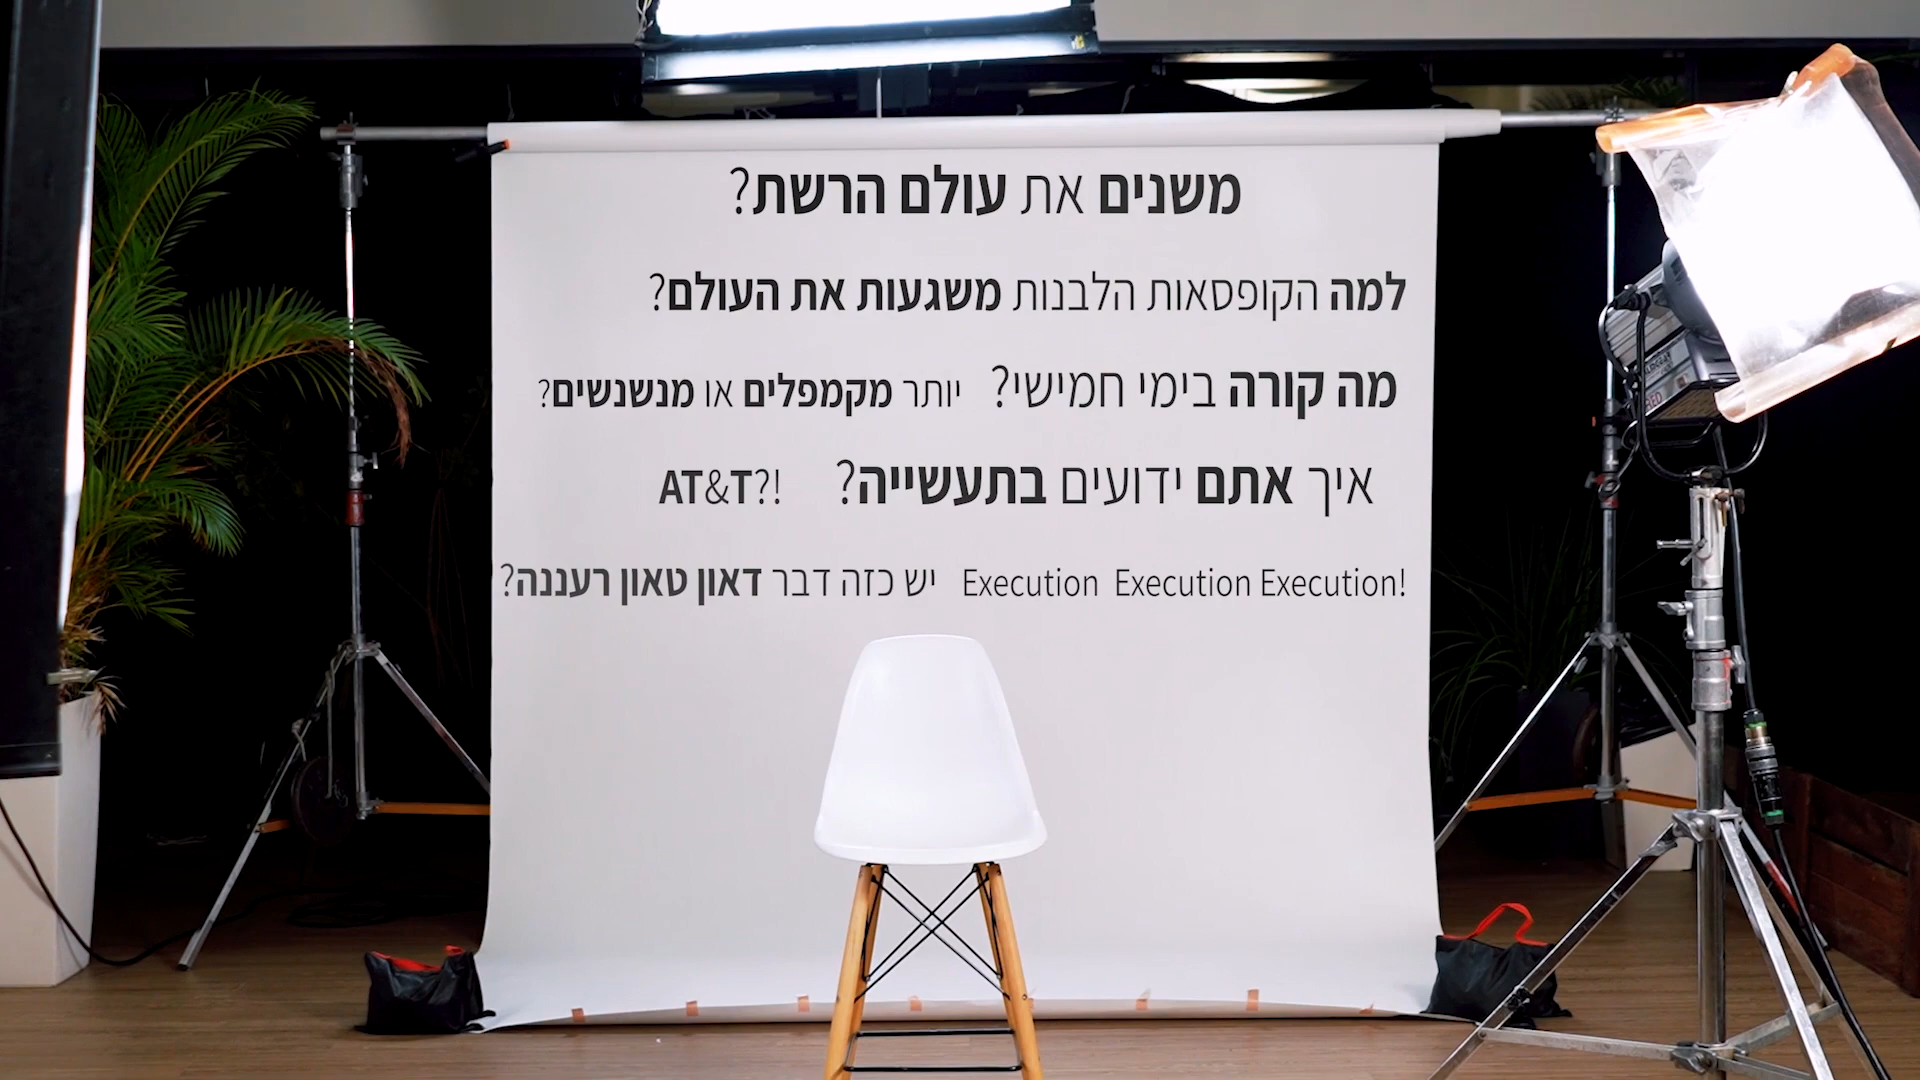 משנים את עולם הרשת?
למה הקופסאות הלבנות משגעות את העולם?
מה קורה בימי חמישי? יותר מקמפלים או מנשנשים?
איך אתם ידועים בתעשייה? AT&T?!
Execution Execution Execution! יש כזה דבר דאון טאון רעננה?